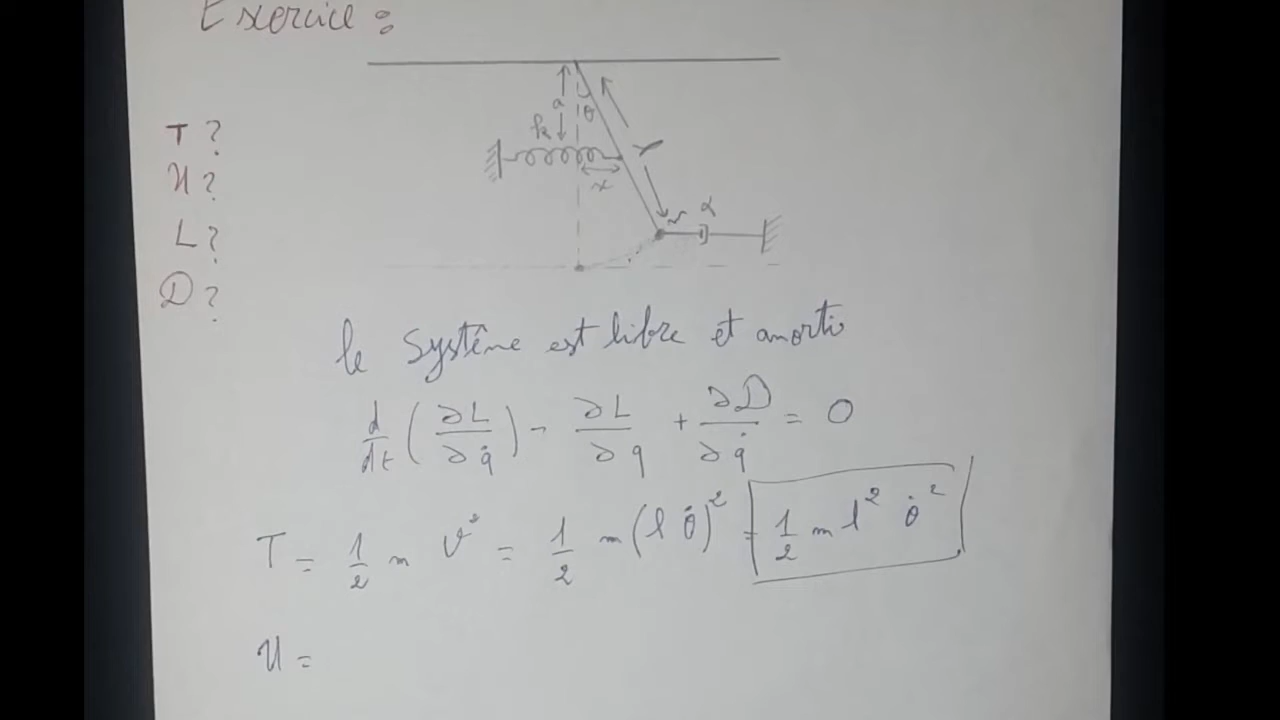 Exercice :
T ?
U ?
L ?
D ?
a
θ
k
l
x
m
α
le Système est libre et amorti
d/dt (∂L/∂q̇) - ∂L/∂q + ∂D/∂q̇ = 0
T = 1/2 m v² = 1/2 m (l θ̇)² = 1/2 m l² θ̇²
U =